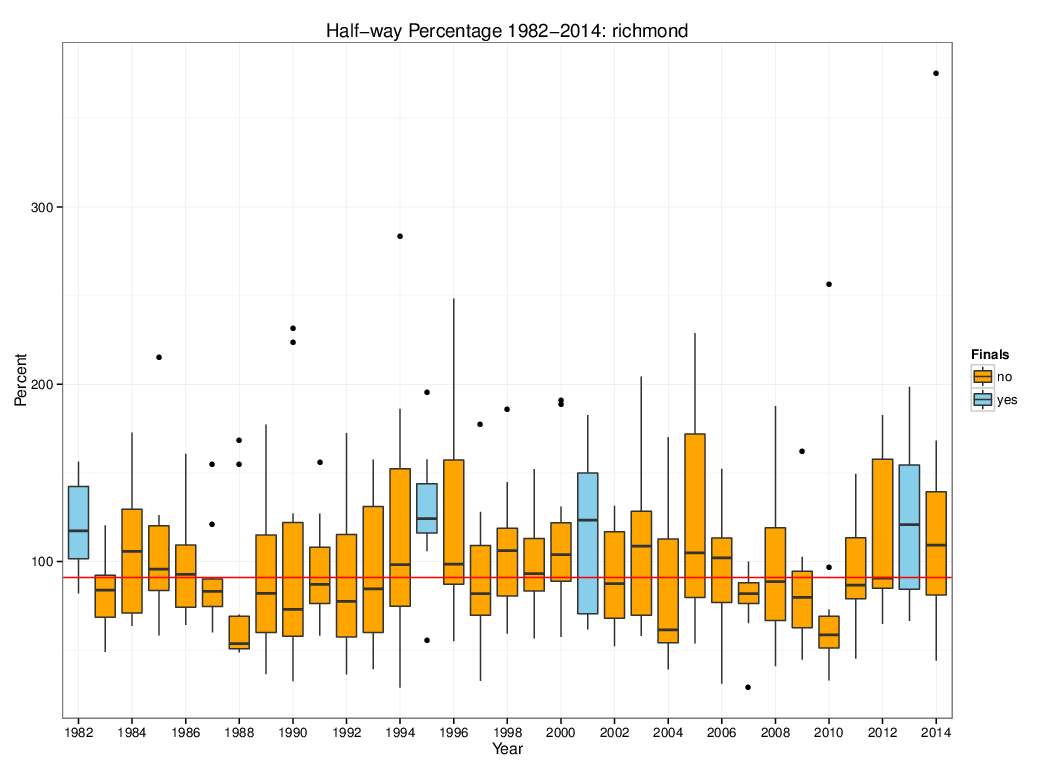 Half−way Percentage 1982−2014: richmond
Percent
300
200
100
1982 1984 1986 1988 1990 1992 1994 1996 1998 2000 2002 2004 2006 2008 2010 2012 2014
Year
Finals
no
yes